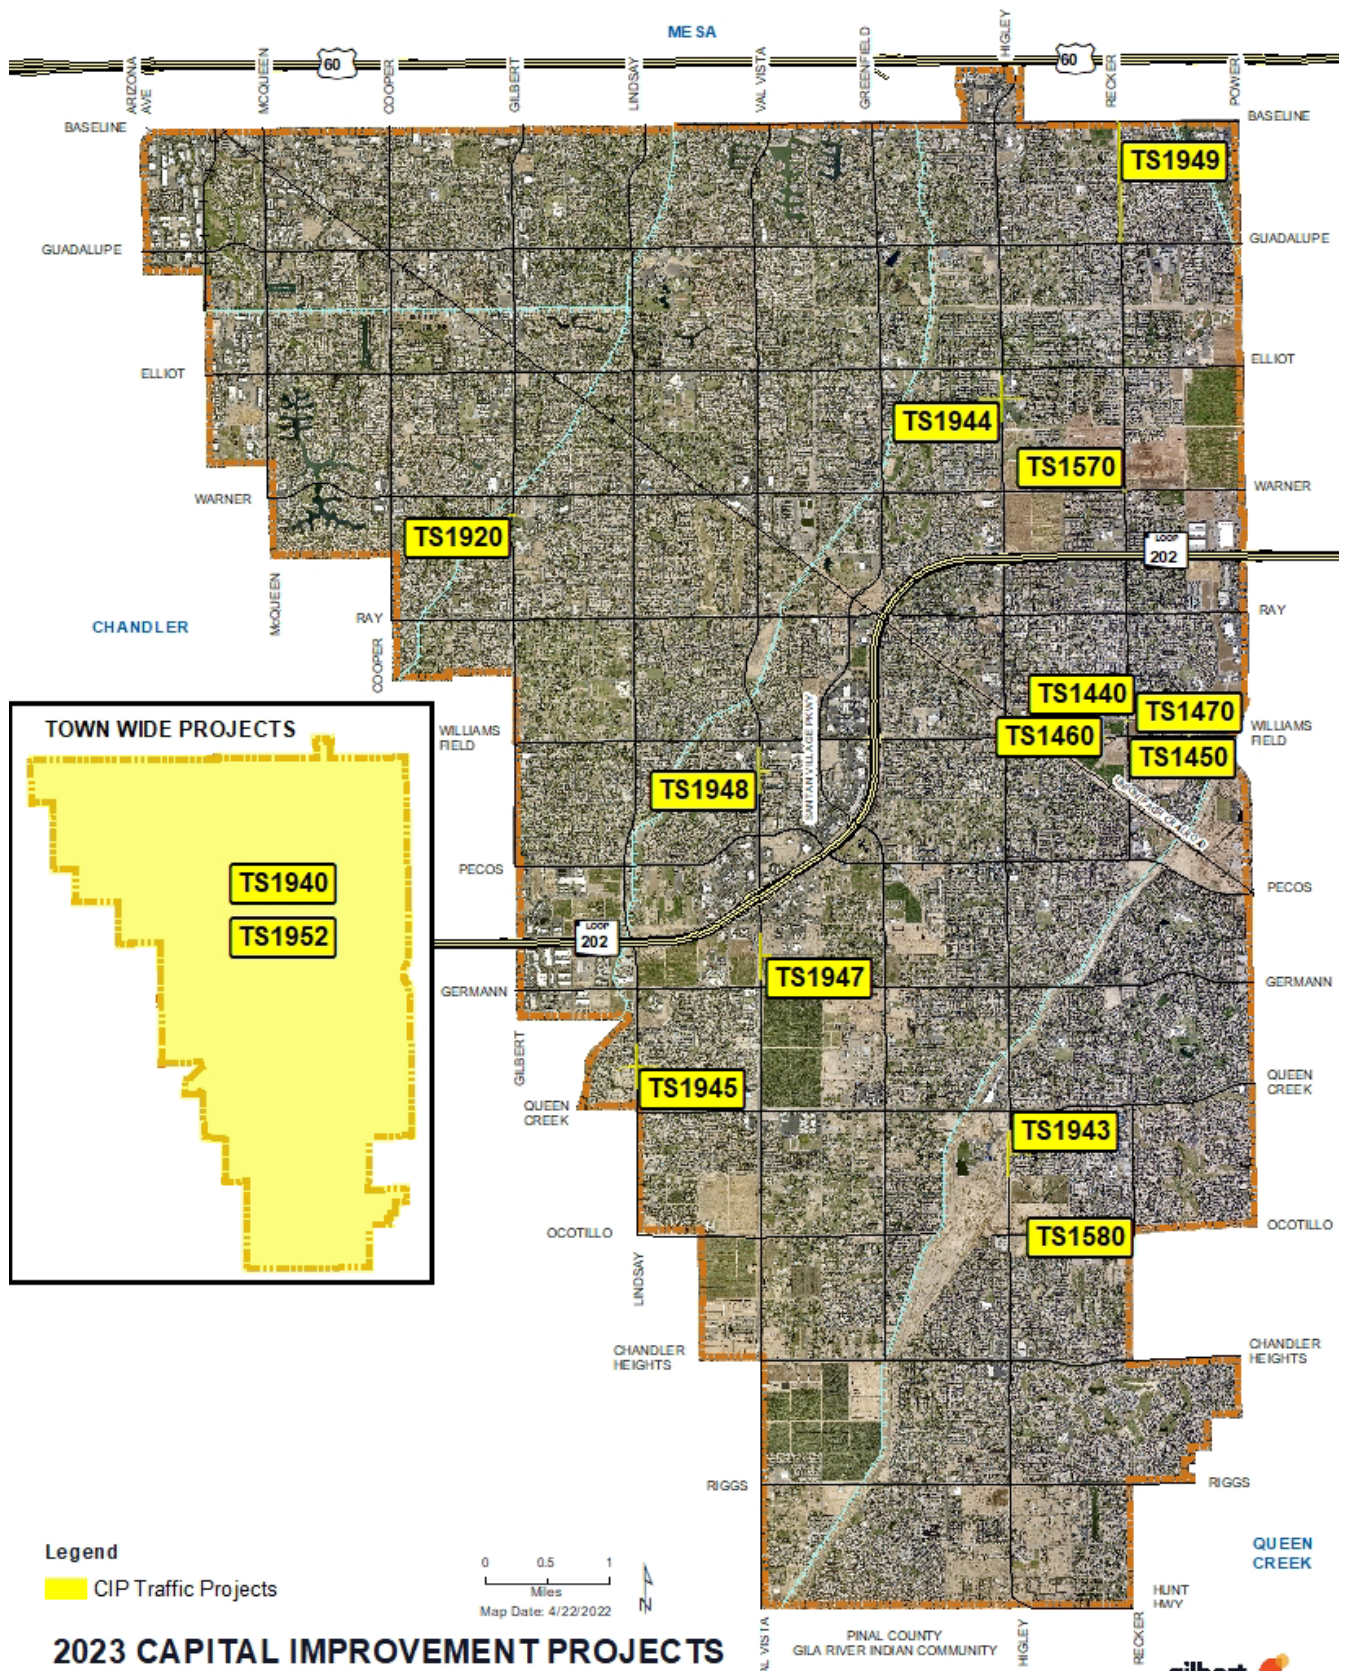 MESA
60
60
ARIZONA
AVE
MCQUEEN
COOPER
GILBERT
LINDSAY
VAL VISTA
GREENFIELD
HIGLEY
RECKER
POWER
BASELINE
BASELINE
TS1949
GUADALUPE
GUADALUPE
ELLIOT
ELLIOT
TS1944
TS1570
WARNER
WARNER
TS1920
LOOP
202
McQUEEN
CHANDLER
RAY
RAY
COOPER
TS1440
TS1470
TS1460
TS1450
SANTAN VILLAGE PKWY
WILLIAMS
FIELD
WILLIAMS
FIELD
TOWN WIDE PROJECTS
TS1940
TS1952
TS1948
PECOS
PECOS
LOOP
202
TS1947
GERMANN
GERMANN
GILBERT
TS1945
QUEEN
CREEK
QUEEN
CREEK
TS1943
TS1580
OCOTILLO
OCOTILLO
LINDSAY
CHANDLER
HEIGHTS
CHANDLER
HEIGHTS
RIGGS
RIGGS
QUEEN
CREEK
Legend
CIP Traffic Projects
0 0.5 1
Miles
Map Date: 4/22/2022
N
HUNT
HWY
2023 CAPITAL IMPROVEMENT PROJECTS
PINAL COUNTY
GILA RIVER INDIAN COMMUNITY
AL VISTA
HIGLEY
RECKER
gilbert